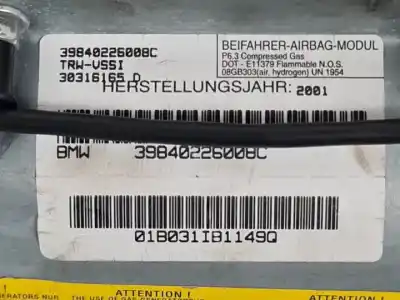 39840226008C
TRW-VSSI
30316165 D
BEIFAHRER-AIRBAG-MODUL
P6.3 Compressed Gas
DOT - E11379 Flammable N.O.S.
08GB303(air, hydrogen) UN 1954
HERSTELLUNGSJAHR: 2001
BMW 39840226008C
01B031IB1149Q
ATTENTION ! ATTENTION ! ATT